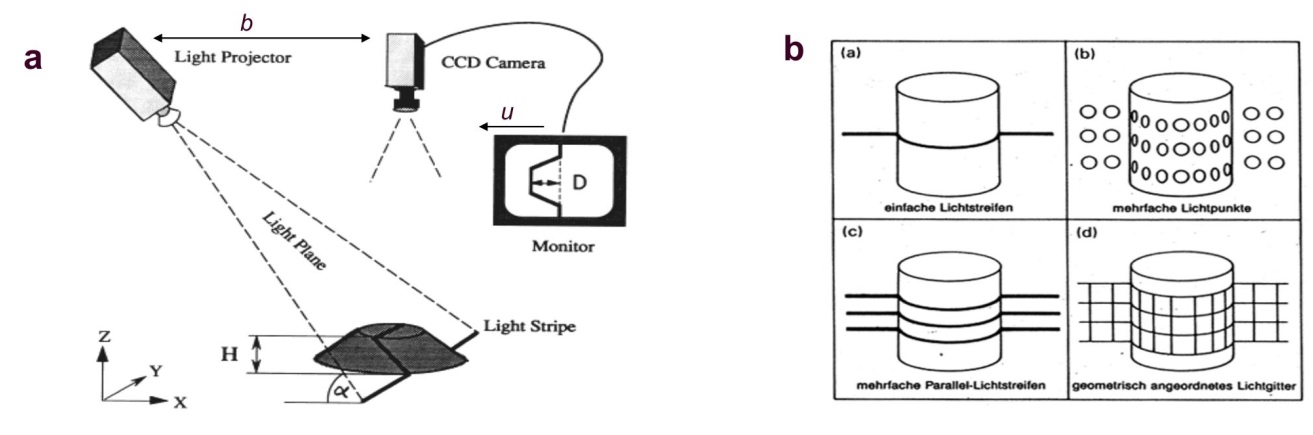 a
b
Light Projector
CCD Camera
u
D
Monitor
Light Plane
Light Stripe
H
α
Z
Y
X
b
(a)
einfache Lichtstreifen
(b)
mehrfache Lichtpunkte
(c)
mehrfache Parallel-Lichtstreifen
(d)
geometrisch angeordnetes Lichtgitter